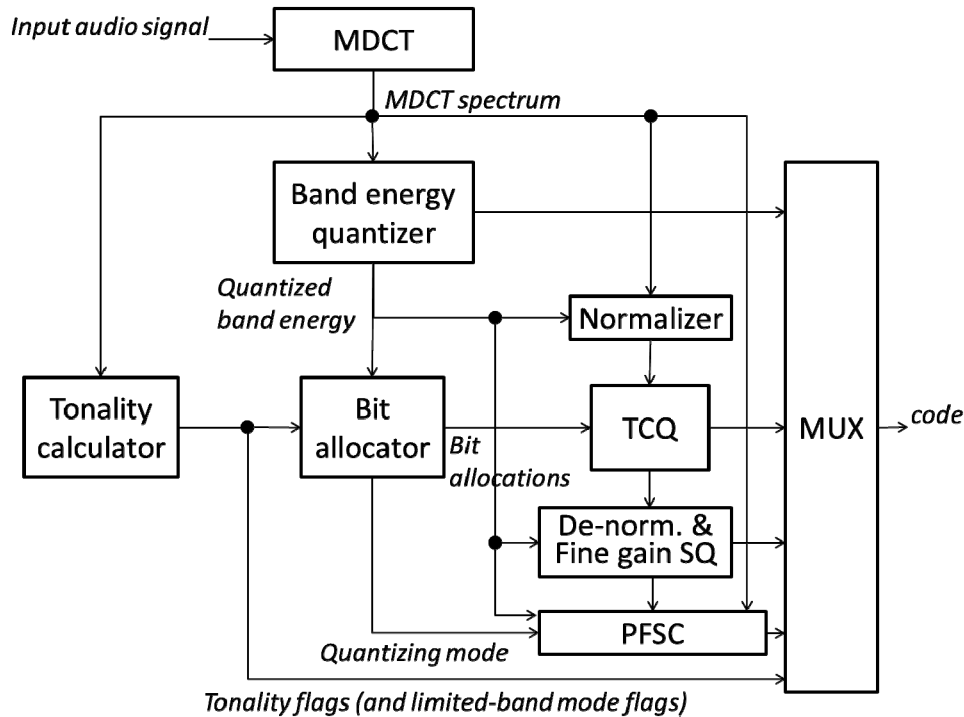 Input audio signal
MDCT
MDCT spectrum
Band energy
quantizer
Quantized
band energy
Normalizer
Tonality
calculator
Bit
allocator
Bit
allocations
TCQ
MUX
code
De-norm. &
Fine gain SQ
PFSC
Quantizing mode
Tonality flags (and limited-band mode flags)